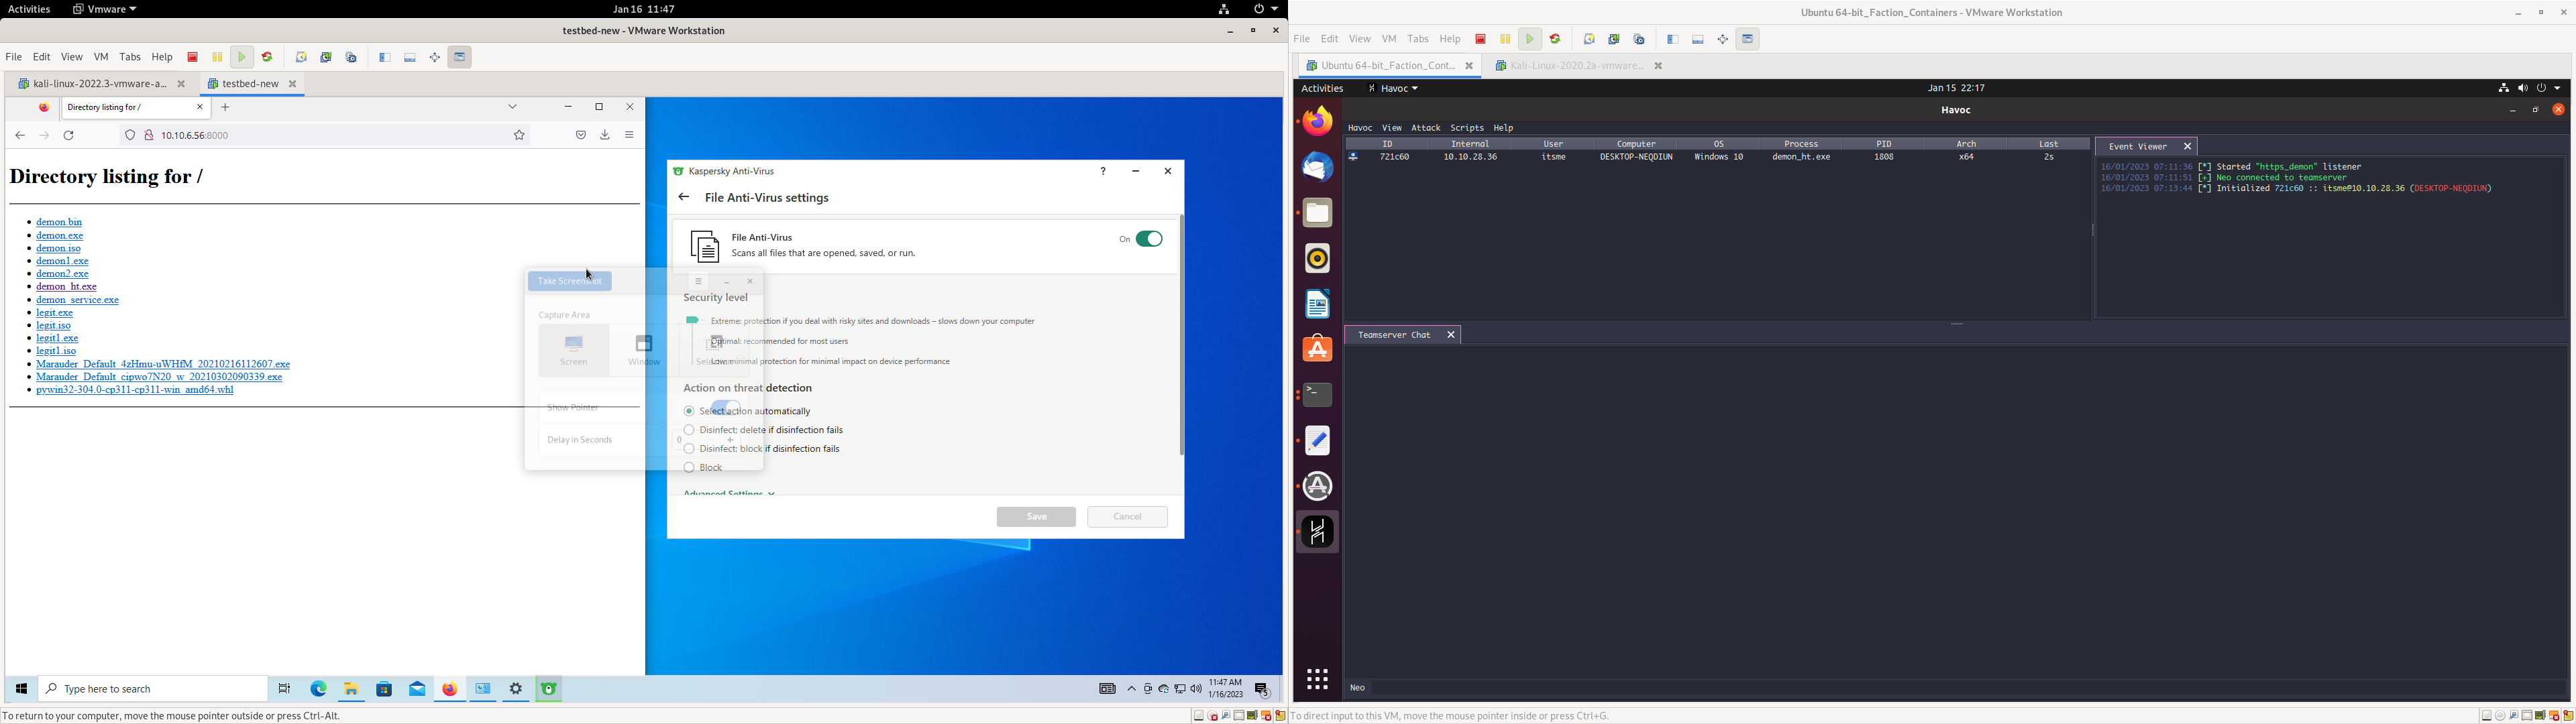 Activities
Vmware
Jan 16 11:47
testbed-new - VMware Workstation
File Edit View VM Tabs Help
kali-linux-2022.3-vmware-a...
testbed-new
Directory listing for /
10.10.6.56:8000
Directory listing for /
demon.bin
demon.exe
demon.iso
demon1.exe
demon2.exe
demon_ht.exe
demon_service.exe
legit.exe
legit.iso
legit1.exe
legit1.iso
Marauder_Default_4zHmu-uWHfM_20210216112607.exe
Marauder_Default_cipwo7N20_w_20210302090339.exe
pywin32-304.0-cp311-cp311-win_amd64.whl
Take Screenshot
Capture Area
Screen
Window
Show Pointer
Delay in Seconds
0
Kaspersky Anti-Virus
File Anti-Virus settings
File Anti-Virus
Scans all files that are opened, saved, or run.
On
Security level
Extreme: protection if you deal with risky sites and downloads – slows down your computer
Optimal: recommended for most users
Low: minimal protection for minimal impact on device performance
Action on threat detection
Select action automatically
Disinfect; delete if disinfection fails
Disinfect; block if disinfection fails
Block
Advanced Settings
Save
Cancel
Type here to search
11:47 AM
1/16/2023
5
To return to your computer, move the mouse pointer outside or press Ctrl-Alt.
Ubuntu 64-bit_Faction_Containers - VMware Workstation
File Edit View VM Tabs Help
Ubuntu 64-bit_Faction_Cont...
Kali-Linux-2020.2a-vmware...
Activities
Havoc
Jan 15 22:17
Havoc
Havoc View Attack Scripts Help
ID Internal User Computer OS Process PID Arch Last
721c60 10.10.28.36 itsme DESKTOP-NEQDIUN Windows 10 demon_ht.exe 1808 x64 2s
Event Viewer
16/01/2023 07:11:36 [*] Started "https_demon" listener
16/01/2023 07:11:51 [+] Neo connected to teamserver
16/01/2023 07:13:44 [*] Initialized 721c60 :: itsme@10.10.28.36 (DESKTOP-NEQDIUN)
Teamserver Chat
Neo
To direct input to this VM, move the mouse pointer inside or press Ctrl+G.